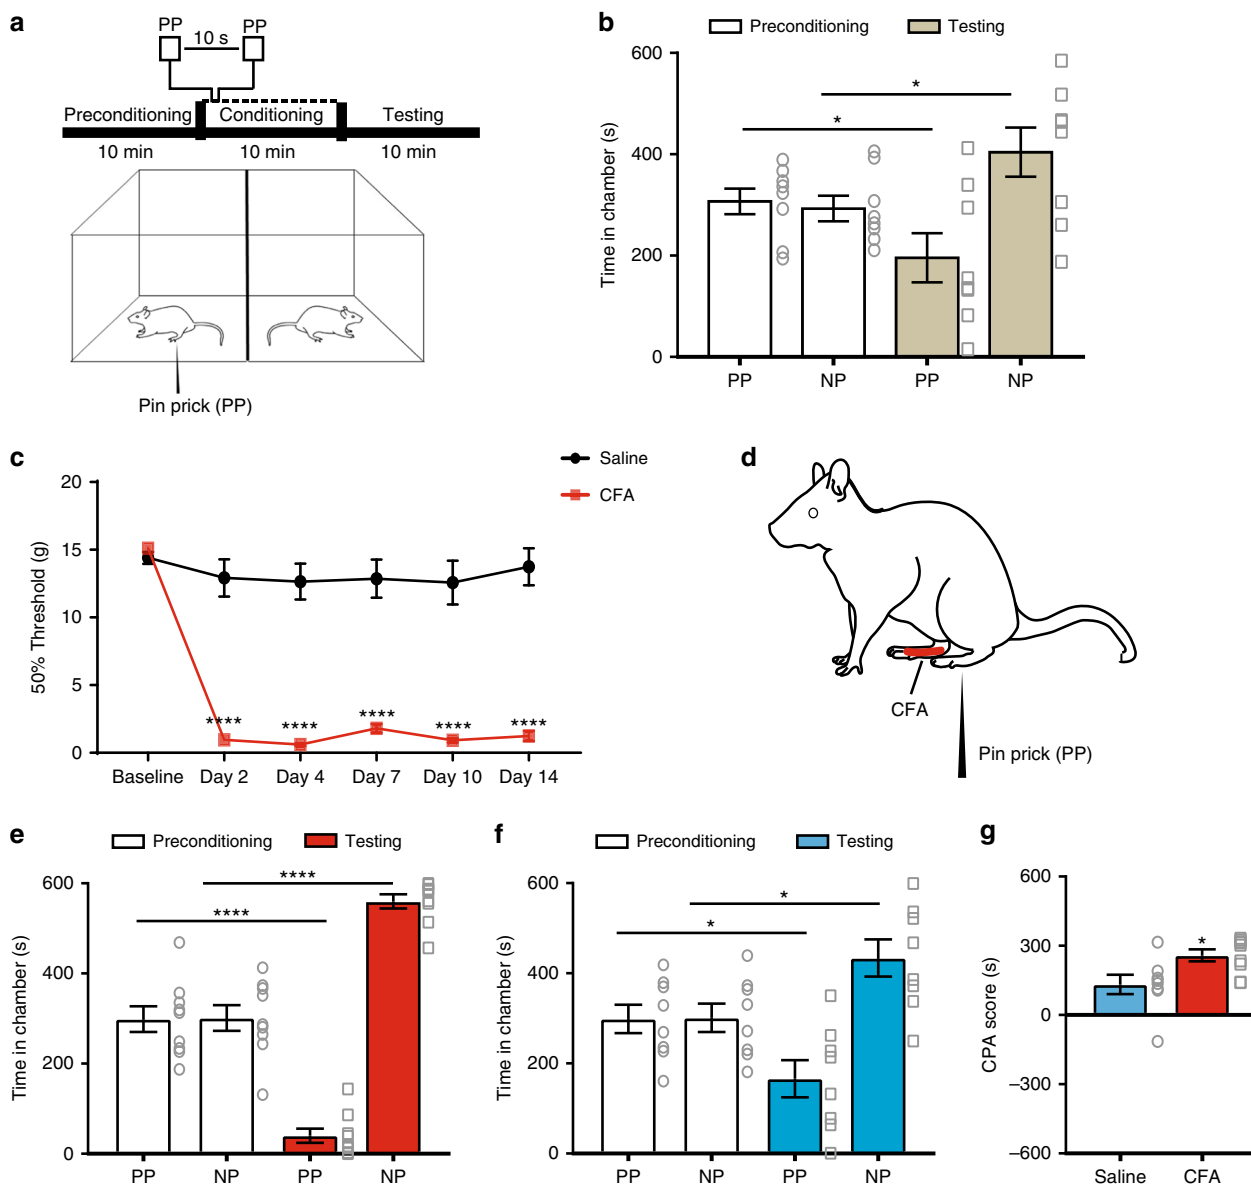 a
PP
PP
10 s
Preconditioning
Conditioning
Testing
10 min
10 min
10 min
Pin prick (PP)
b
Preconditioning
Testing
Time in chamber (s)
600
400
200
0
*
*
PP
NP
PP
NP
c
Saline
CFA
50% Threshold (g)
20
15
10
5
0
****
****
****
****
****
Baseline
Day 2
Day 4
Day 7
Day 10
Day 14
d
CFA
Pin prick (PP)
e
Preconditioning
Testing
Time in chamber (s)
600
400
200
0
****
****
PP
NP
PP
NP
f
Preconditioning
Testing
Time in chamber (s)
600
400
200
0
*
*
PP
NP
PP
NP
g
CPA score (s)
600
300
0
−300
−600
*
Saline
CFA